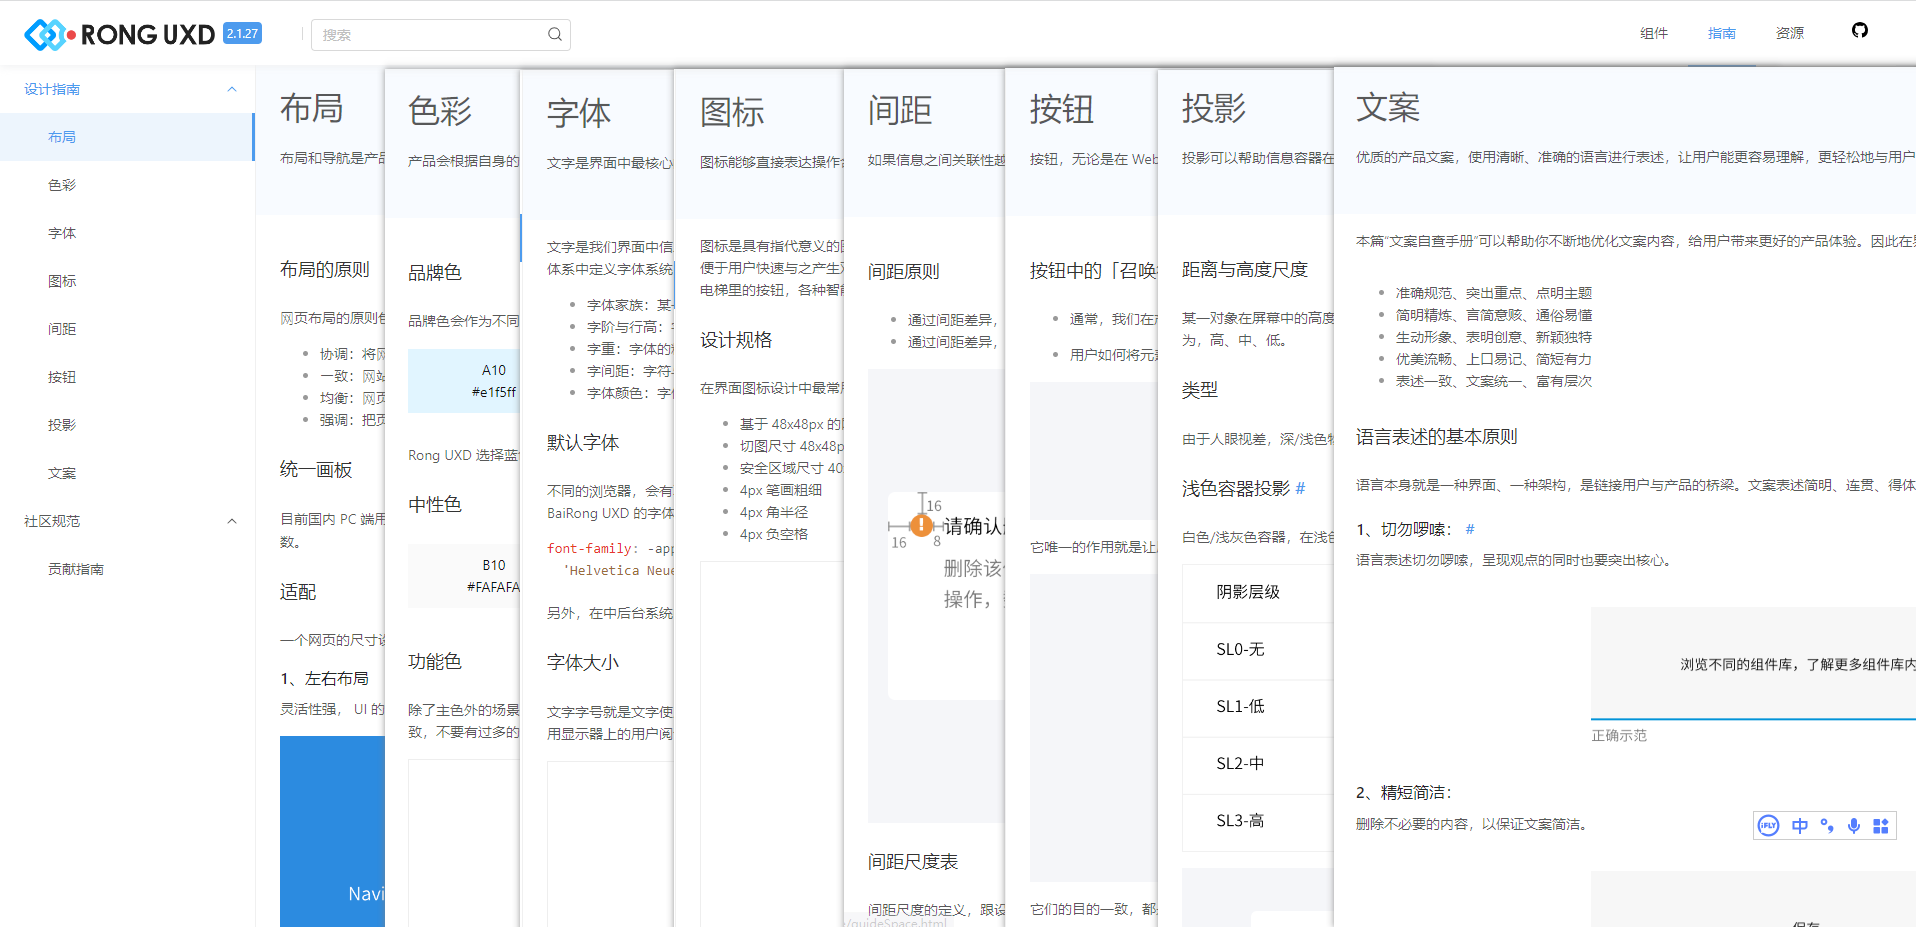 RONG UXD 2.1.27
搜索
组件
指南
资源
设计指南
布局
色彩
字体
图标
间距
按钮
投影
文案
社区规范
贡献指南
布局
布局和导航是产品
布局的原则
网页布局的原则包
协调：将网
一致：网站
均衡：网页
强调：把页
统一画板
目前国内 PC 端用
数。
适配
一个网页的尺寸设
1、左右布局
灵活性强， UI 的
Navi
色彩
产品会根据自身的
品牌色
品牌色会作为不同
A10
#e1f5ff
Rong UXD 选择蓝
中性色
B10
#FAFAFA
功能色
除了主色外的场景
致，不要有过多的
字体
文字是界面中最核心
文字是我们界面中信
体系中定义字体系统
字体家族：某
字阶与行高：
字重：字体的
字间距：字符
字体颜色：字
默认字体
不同的浏览器，会有
BaiRong UXD 的字体
font-family: -app
‘Helvetica Neue
另外，在中后台系统
字体大小
文字字号就是文字使
用显示器上的用户阅
图标
图标能够直接表达操作
图标是具有指代意义的
便于用户快速与之产生
电梯里的按钮，各种智能
设计规格
在界面图标设计中最常
基于 48x48px 的
切图尺寸 48x48p
安全区域尺寸 40
4px 笔画粗细
4px 角半径
4px 负空格
间距
如果信息之间关联性越
间距原则
通过间距差异，
通过间距差异，
16
16
8
请确认
删除该
操作，
间距尺度表
间距尺度的定义，跟设
/guideSpace.html
按钮
按钮，无论是在 Web
按钮中的「召唤
通常，我们在
用户如何将元
它唯一的作用就是让
它们的目的一致，都
投影
投影可以帮助信息容器在
距离与高度尺度
某一对象在屏幕中的高度
为，高、中、低。
类型
由于人眼视差，深/浅色
浅色容器投影 #
白色/浅灰色容器，在浅色
阴影层级
SL0-无
SL1-低
SL2-中
SL3-高
文案
优质的产品文案，使用清晰、准确的语言进行表述，让用户能更容易理解，更轻松地与用户
本篇“文案自查手册”可以帮助你不断地优化文案内容，给用户带来更好的产品体验。因此在
准确规范、突出重点、点明主题
简明精炼、言简意赅、通俗易懂
生动形象、表明创意、新颖独特
优美流畅、上口易记、简短有力
表述一致、文案统一、富有层次
语言表述的基本原则
语言本身就是一种界面、一种架构，是链接用户与产品的桥梁。文案表述简明、连贯、得体
1、切勿啰嗦： #
语言表述切勿啰嗦，呈现观点的同时也要突出核心。
浏览不同的组件库，了解更多组件库内
正确示范
2、精短简洁：
删除不必要的内容，以保证文案简洁。
iFLY 中